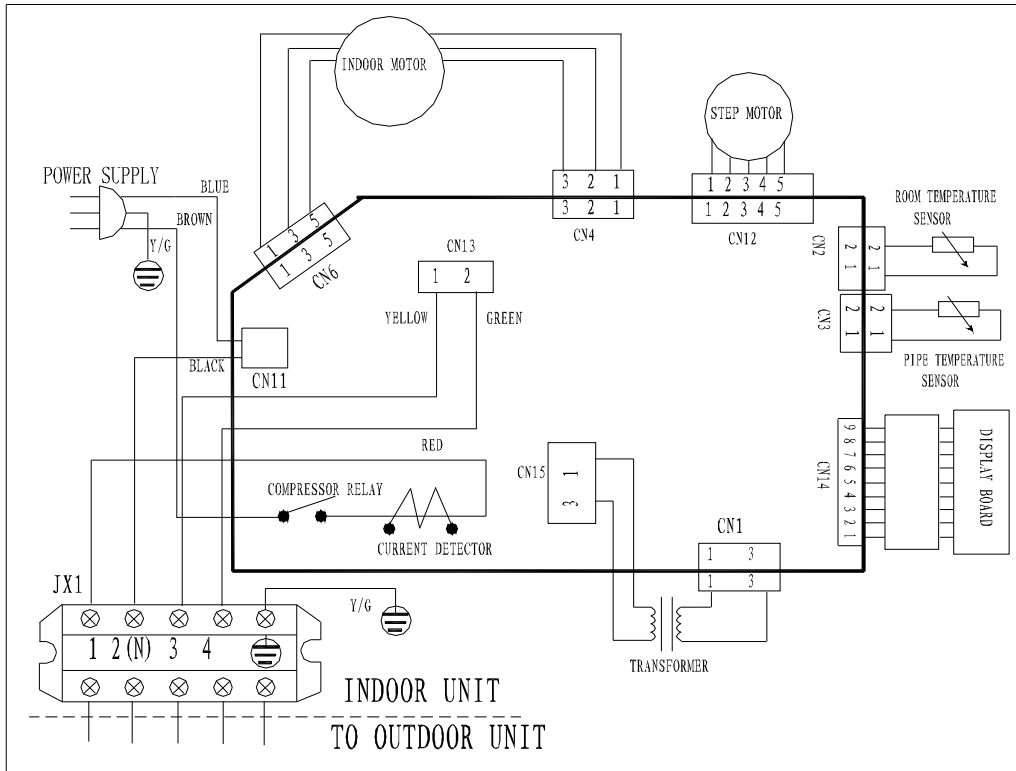 INDOOR MOTOR
STEP MOTOR
3 2 1
3 2 1
CN4
1 2 3 4 5
1 2 3 4 5
CN12
POWER SUPPLY
BLUE
BROWN
Y/G
1 3 5
1 3 5
CN6
CN13
1 2
YELLOW
GREEN
ROOM TEMPERATURE
SENSOR
CN2
2 1
2 1
CN3
2 1
2 1
PIPE TEMPERATURE
SENSOR
BLACK
CN11
RED
COMPRESSOR RELAY
CURRENT DETECTOR
CN15
1
3
CN14
9 8 7 6 5 4 3 2 1
DISPLAY BOARD
CN1
1 3
1 3
TRANSFORMER
JX1
Y/G
1 2(N) 3 4
INDOOR UNIT
TO OUTDOOR UNIT